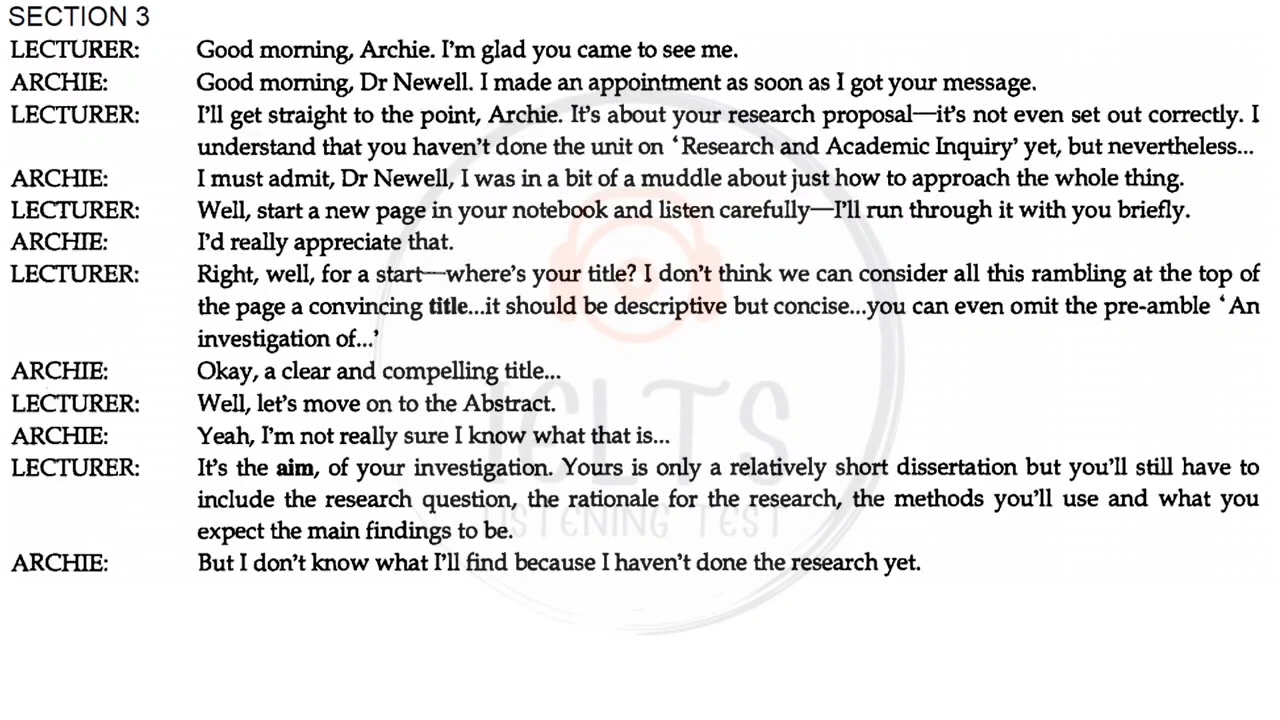 SECTION 3
LECTURER: Good morning, Archie. I'm glad you came to see me.
ARCHIE: Good morning, Dr Newell. I made an appointment as soon as I got your message.
LECTURER: I'll get straight to the point, Archie. It's about your research proposal—it's not even set out correctly. I
understand that you haven't done the unit on ‘Research and Academic Inquiry’ yet, but nevertheless...
ARCHIE: I must admit, Dr Newell, I was in a bit of a muddle about just how to approach the whole thing.
LECTURER: Well, start a new page in your notebook and listen carefully—I'll run through it with you briefly.
ARCHIE: I'd really appreciate that.
LECTURER: Right, well, for a start—where's your title? I don't think we can consider all this rambling at the top of
the page a convincing title...it should be descriptive but concise...you can even omit the pre-amble ‘An
investigation of...’
ARCHIE: Okay, a clear and compelling title...
LECTURER: Well, let's move on to the Abstract.
ARCHIE: Yeah, I'm not really sure I know what that is...
LECTURER: It's the aim, of your investigation. Yours is only a relatively short dissertation but you'll still have to
include the research question, the rationale for the research, the methods you'll use and what you
expect the main findings to be.
ARCHIE: But I don't know what I'll find because I haven't done the research yet.
IELTS
LISTENING TEST